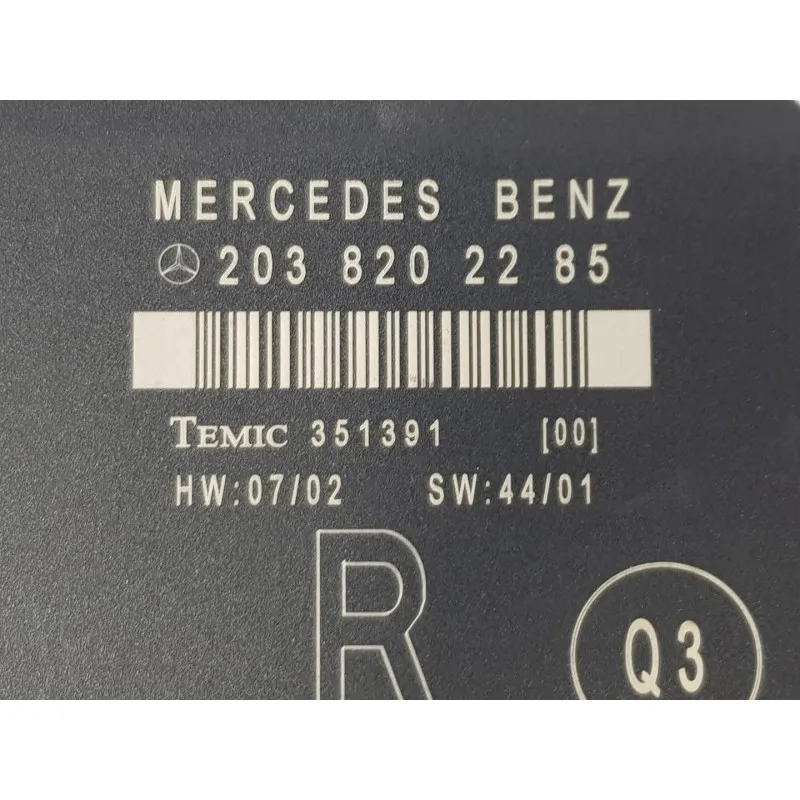 MERCEDES BENZ
203 820 22 85
TEMIC 351391 [00]
HW:07/02 SW:44/01
R
Q3